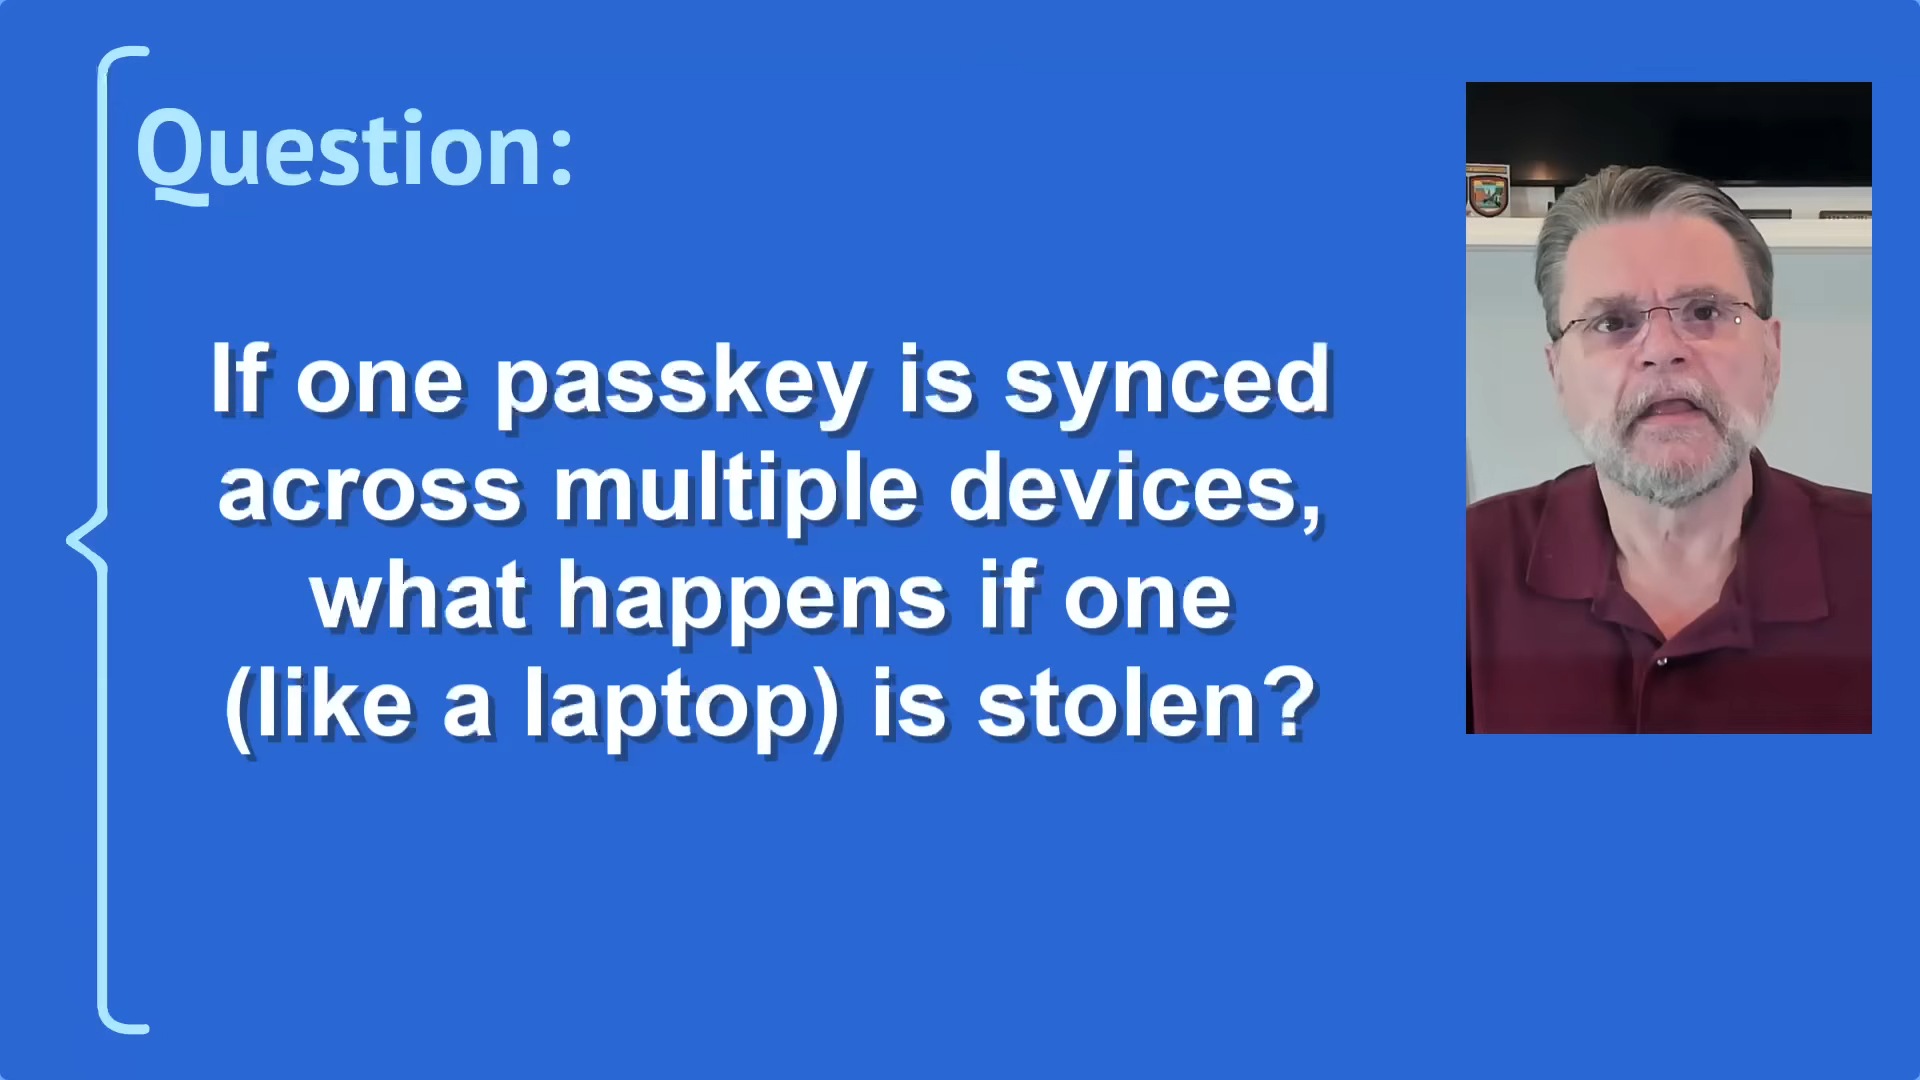 Question:
If one passkey is synced
across multiple devices,
what happens if one
(like a laptop) is stolen?